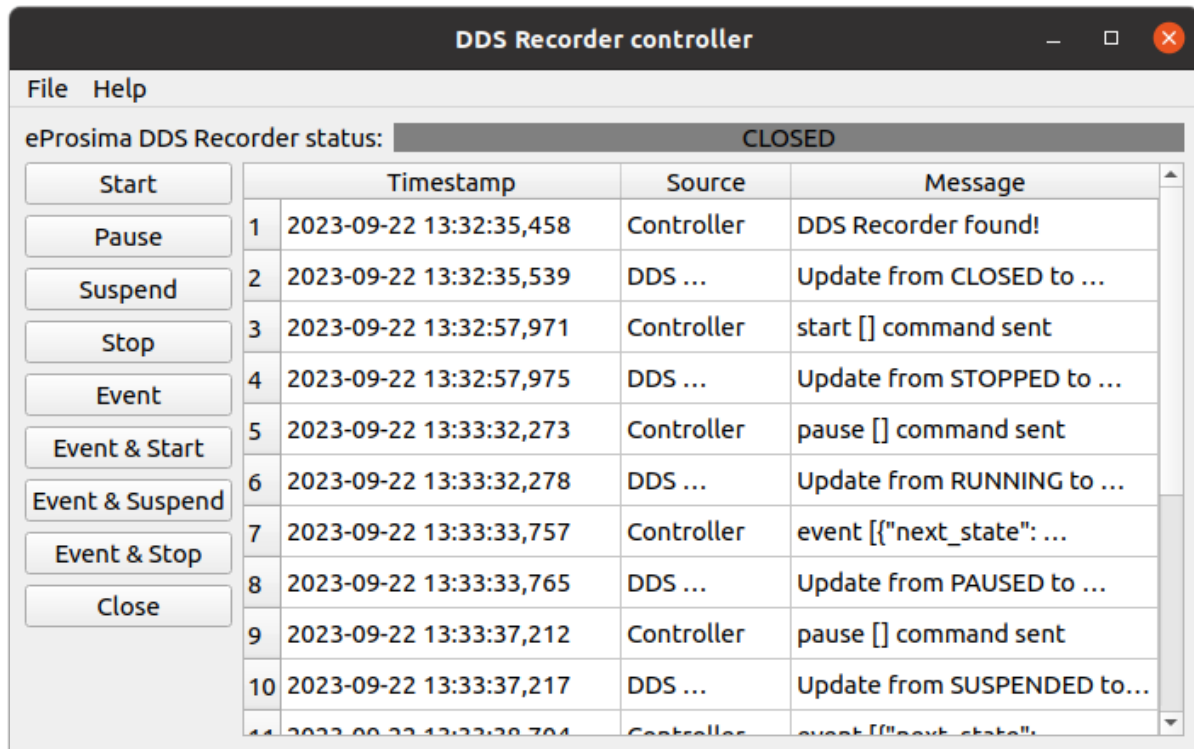 DDS Recorder controller
File Help
eProsima DDS Recorder status: CLOSED
Start
Pause
Suspend
Stop
Event
Event & Start
Event & Suspend
Event & Stop
Close
Timestamp Source Message
1 2023-09-22 13:32:35,458 Controller DDS Recorder found!
2 2023-09-22 13:32:35,539 DDS ... Update from CLOSED to ...
3 2023-09-22 13:32:57,971 Controller start [] command sent
4 2023-09-22 13:32:57,975 DDS ... Update from STOPPED to ...
5 2023-09-22 13:33:32,273 Controller pause [] command sent
6 2023-09-22 13:33:32,278 DDS ... Update from RUNNING to ...
7 2023-09-22 13:33:33,757 Controller event [{"next_state": ...
8 2023-09-22 13:33:33,765 DDS ... Update from PAUSED to ...
9 2023-09-22 13:33:37,212 Controller pause [] command sent
10 2023-09-22 13:33:37,217 DDS ... Update from SUSPENDED to...